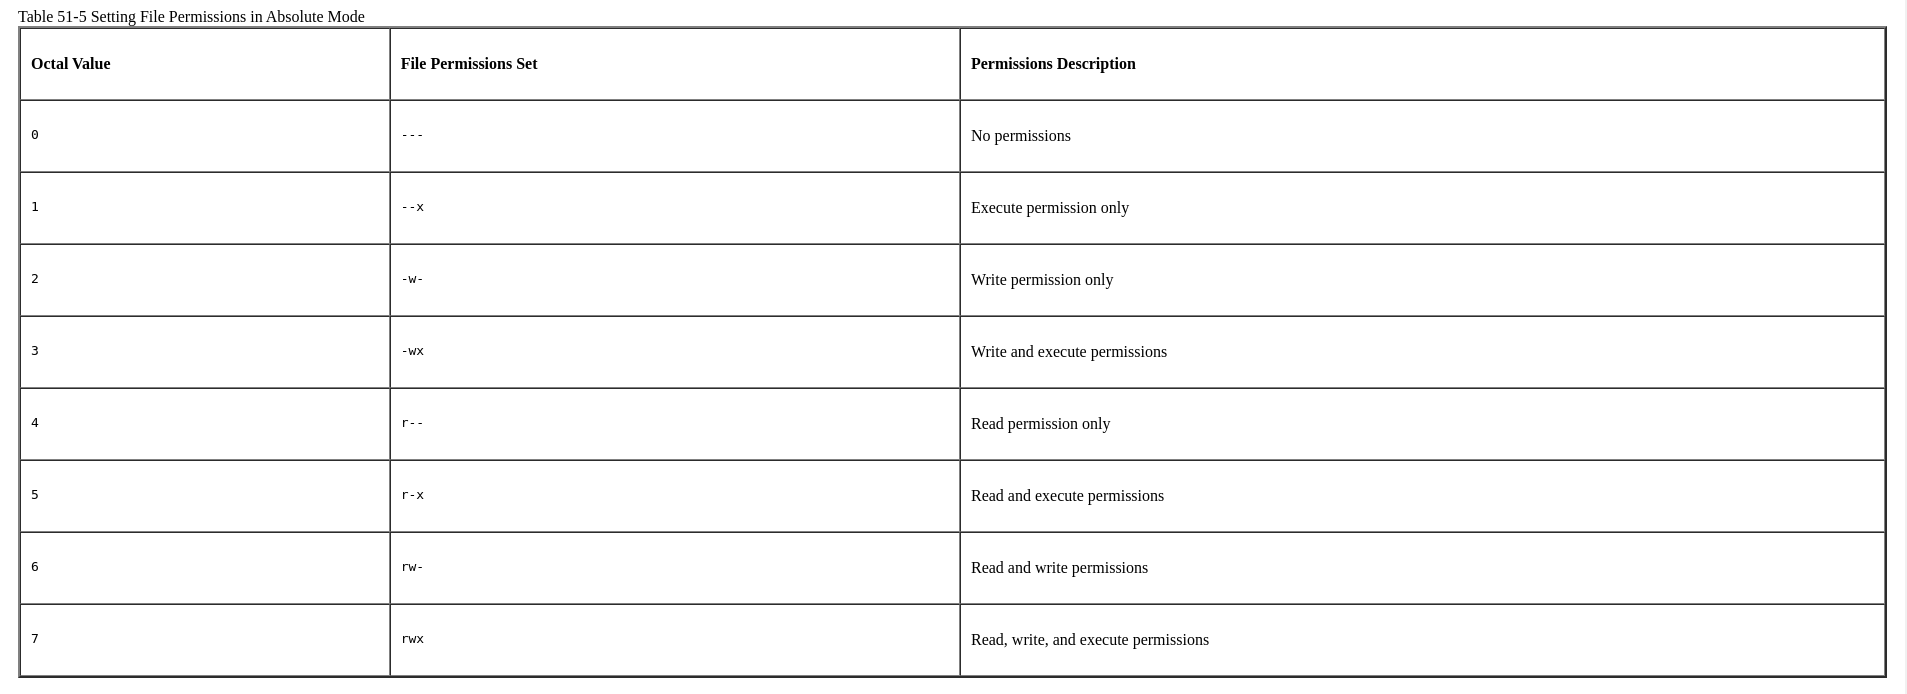 Table 51-5 Setting File Permissions in Absolute Mode
Octal Value File Permissions Set Permissions Description
0 --- No permissions
1 --x Execute permission only
2 -w- Write permission only
3 -wx Write and execute permissions
4 r-- Read permission only
5 r-x Read and execute permissions
6 rw- Read and write permissions
7 rwx Read, write, and execute permissions